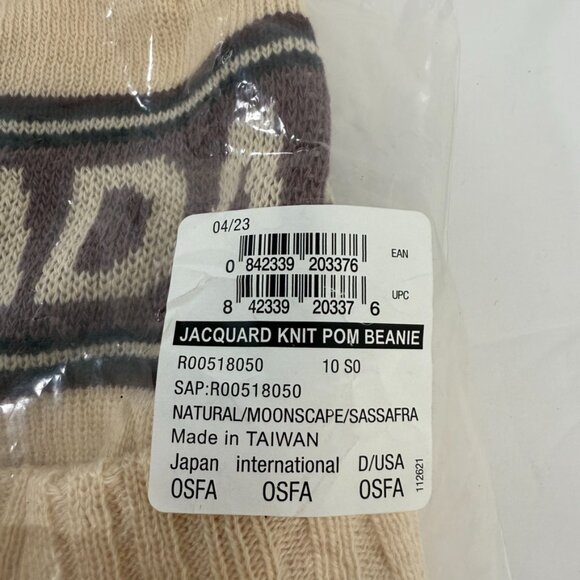 DA
04/23
EAN
0 842339 203376
UPC
8 42339 20337 6
JACQUARD KNIT POM BEANIE
R00518050 10 S0
SAP:R00518050
NATURAL/MOONSCAPE/SASSAFRA
Made in TAIWAN
Japan international D/USA
OSFA OSFA OSFA
112621